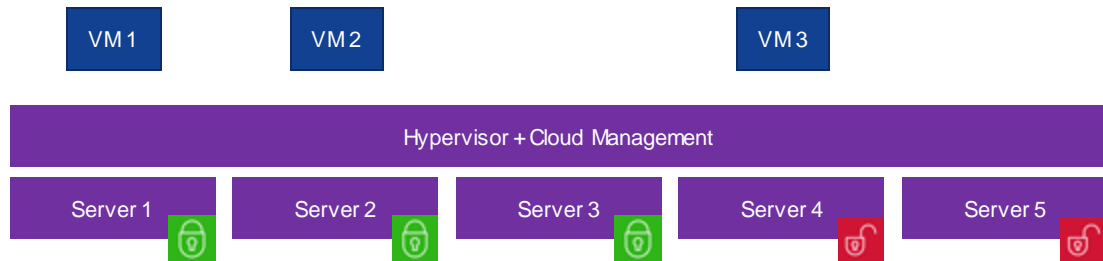 VM 1
VM 2
VM 3
Hypervisor + Cloud Management
Server 1
Server 2
Server 3
Server 4
Server 5